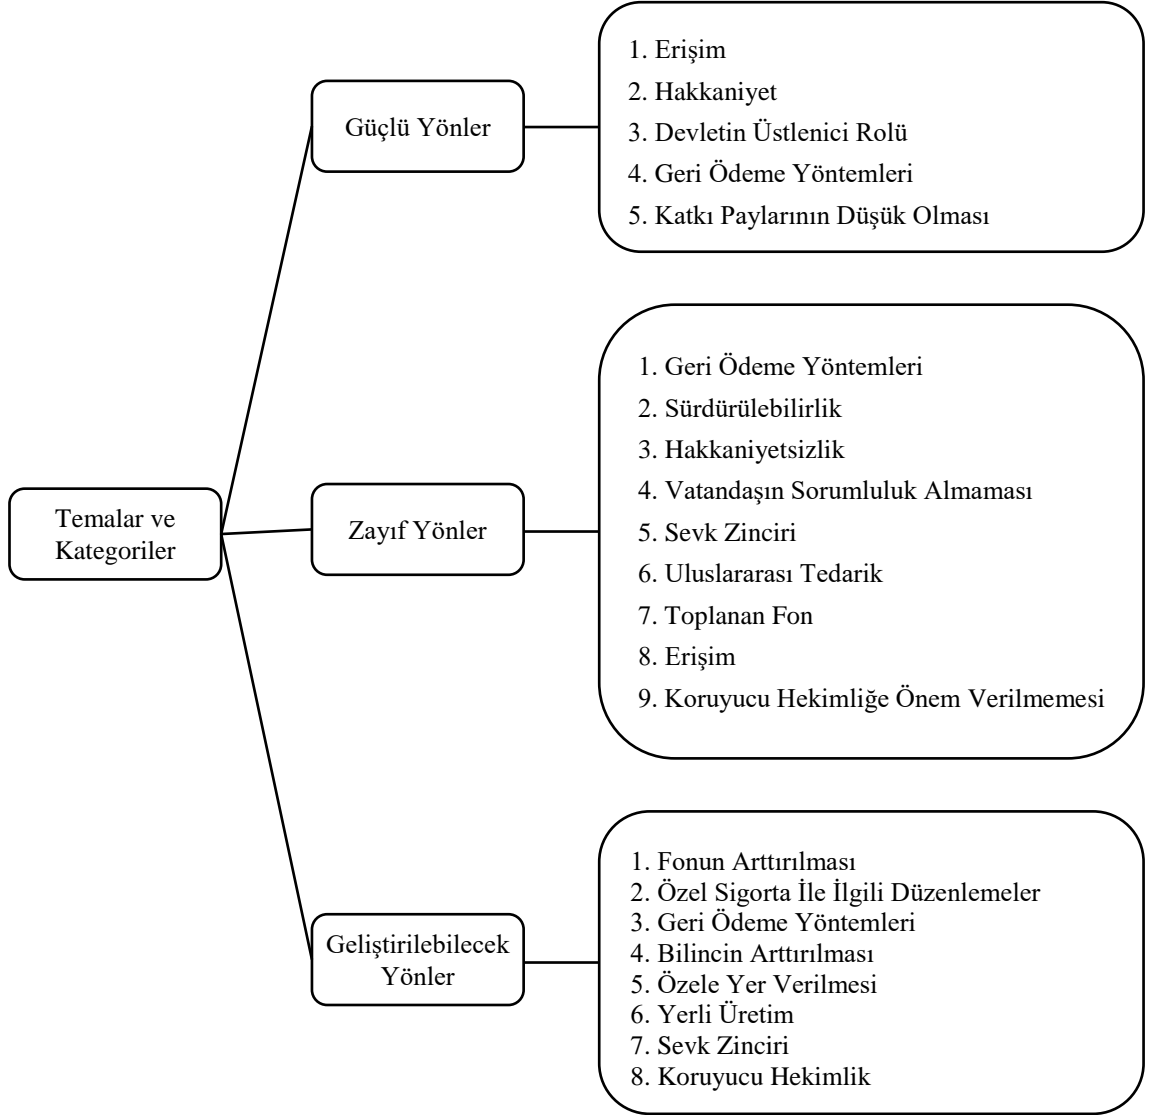 Temalar ve
Kategoriler
Güçlü Yönler
1. Erişim
2. Hakkaniyet
3. Devletin Üstlenici Rolü
4. Geri Ödeme Yöntemleri
5. Katkı Paylarının Düşük Olması
Zayıf Yönler
1. Geri Ödeme Yöntemleri
2. Sürdürülebilirlik
3. Hakkaniyetsizlik
4. Vatandaşın Sorumluluk Almaması
5. Sevk Zinciri
6. Uluslararası Tedarik
7. Toplanan Fon
8. Erişim
9. Koruyucu Hekimliğe Önem Verilmemesi
Geliştirilebilecek
Yönler
1. Fonun Arttırılması
2. Özel Sigorta İle İlgili Düzenlemeler
3. Geri Ödeme Yöntemleri
4. Bilincin Arttırılması
5. Özele Yer Verilmesi
6. Yerli Üretim
7. Sevk Zinciri
8. Koruyucu Hekimlik